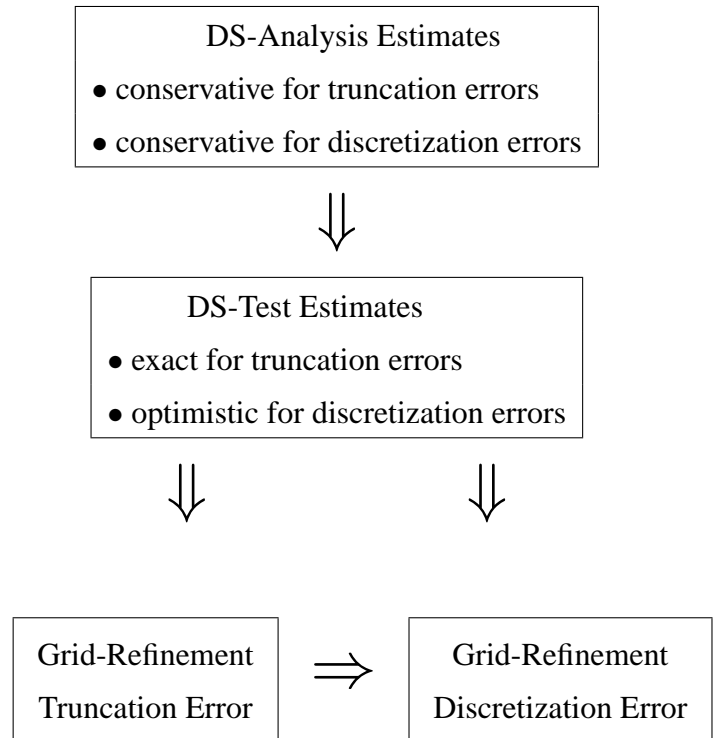 DS-Analysis Estimates
• conservative for truncation errors
• conservative for discretization errors
⇓
DS-Test Estimates
• exact for truncation errors
• optimistic for discretization errors
⇓ ⇓
Grid-Refinement
Truncation Error
⇒
Grid-Refinement
Discretization Error